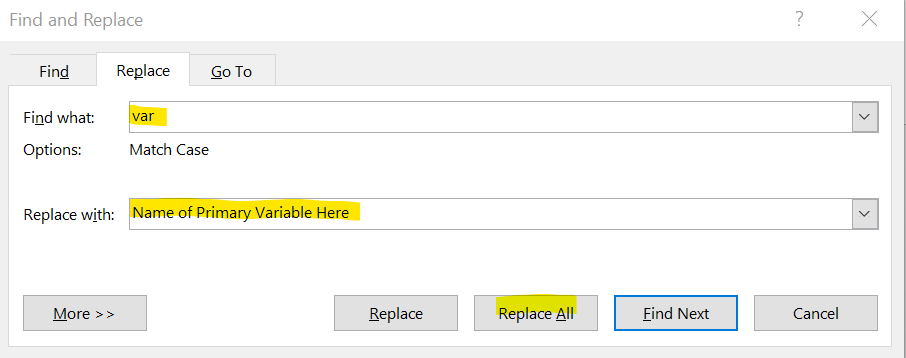 Find and Replace ?
Find Replace Go To
Find what: var
Options: Match Case
Replace with: Name of Primary Variable Here
More >> Replace Replace All Find Next Cancel